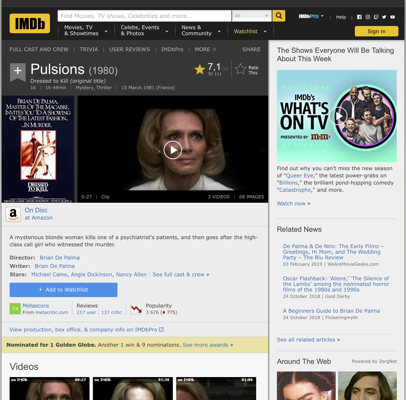 IMDb
Find Movies, TV shows, Celebrities and more...
All
IMDbPro
Help
Movies, TV & Showtimes
Celebs, Events & Photos
News & Community
Watchlist
Sign in
FULL CAST AND CREW | TRIVIA | USER REVIEWS | IMDbPro | MORE
SHARE
Pulsions (1980)
Dressed to Kill (original title)
16 | 1h 44min | Mystery, Thriller | 15 March 1981 (France)
7,1
Rate This
BRIAN DE PALMA,
MASTER OF THE MACABRE,
INVITES YOU TO A SHOWING
OF THE LATEST FASHION...
IN MURDER.
DRESSED
TO KILL
0:27 | Clip
3 VIDEOS | 68 IMAGES
On Disc
at Amazon
A mysterious blonde woman kills one of a psychiatrist's patients, and then goes after the high-
class call girl who witnessed the murder.
Director: Brian De Palma
Writer: Brian De Palma
Stars: Michael Caine, Angie Dickinson, Nancy Allen | See full cast & crew »
+ Add to Watchlist
Metascore
From metacritic.com
Reviews
217 user | 137 critic
Popularity
3 676 (775)
View production, box office, & company info on IMDbPro
Nominated for 1 Golden Globe. Another 1 win & 9 nominations. See more awards »
Videos
00:27
01:06
01:06
The Shows Everyone Will Be Talking
About This Week
IMDb's
WHAT'S
ON TV
PRESENTED BY
Find out why you can't miss the new season
of "Queer Eye," the latest power-grabs on
"Billions," the brilliant pond-hopping comedy
"Catastrophe," and more.
Watch now »
Related News
De Palma & De Niro: The Early Films –
Greetings, Hi Mom, and The Wedding
Party – The Blu Review
03 February 2019 | WeAreMovieGeeks.com
Oscar Flashback: 'Aliens,' 'The Silence of
the Lambs' among the nominated horror
films of the 1980s and 1990s
24 October 2018 | Gold Derby
A Beginners Guide to Brian De Palma
24 October 2018 | Flickeringmyth
See all related articles »
Around The Web
Powered by ZergNet